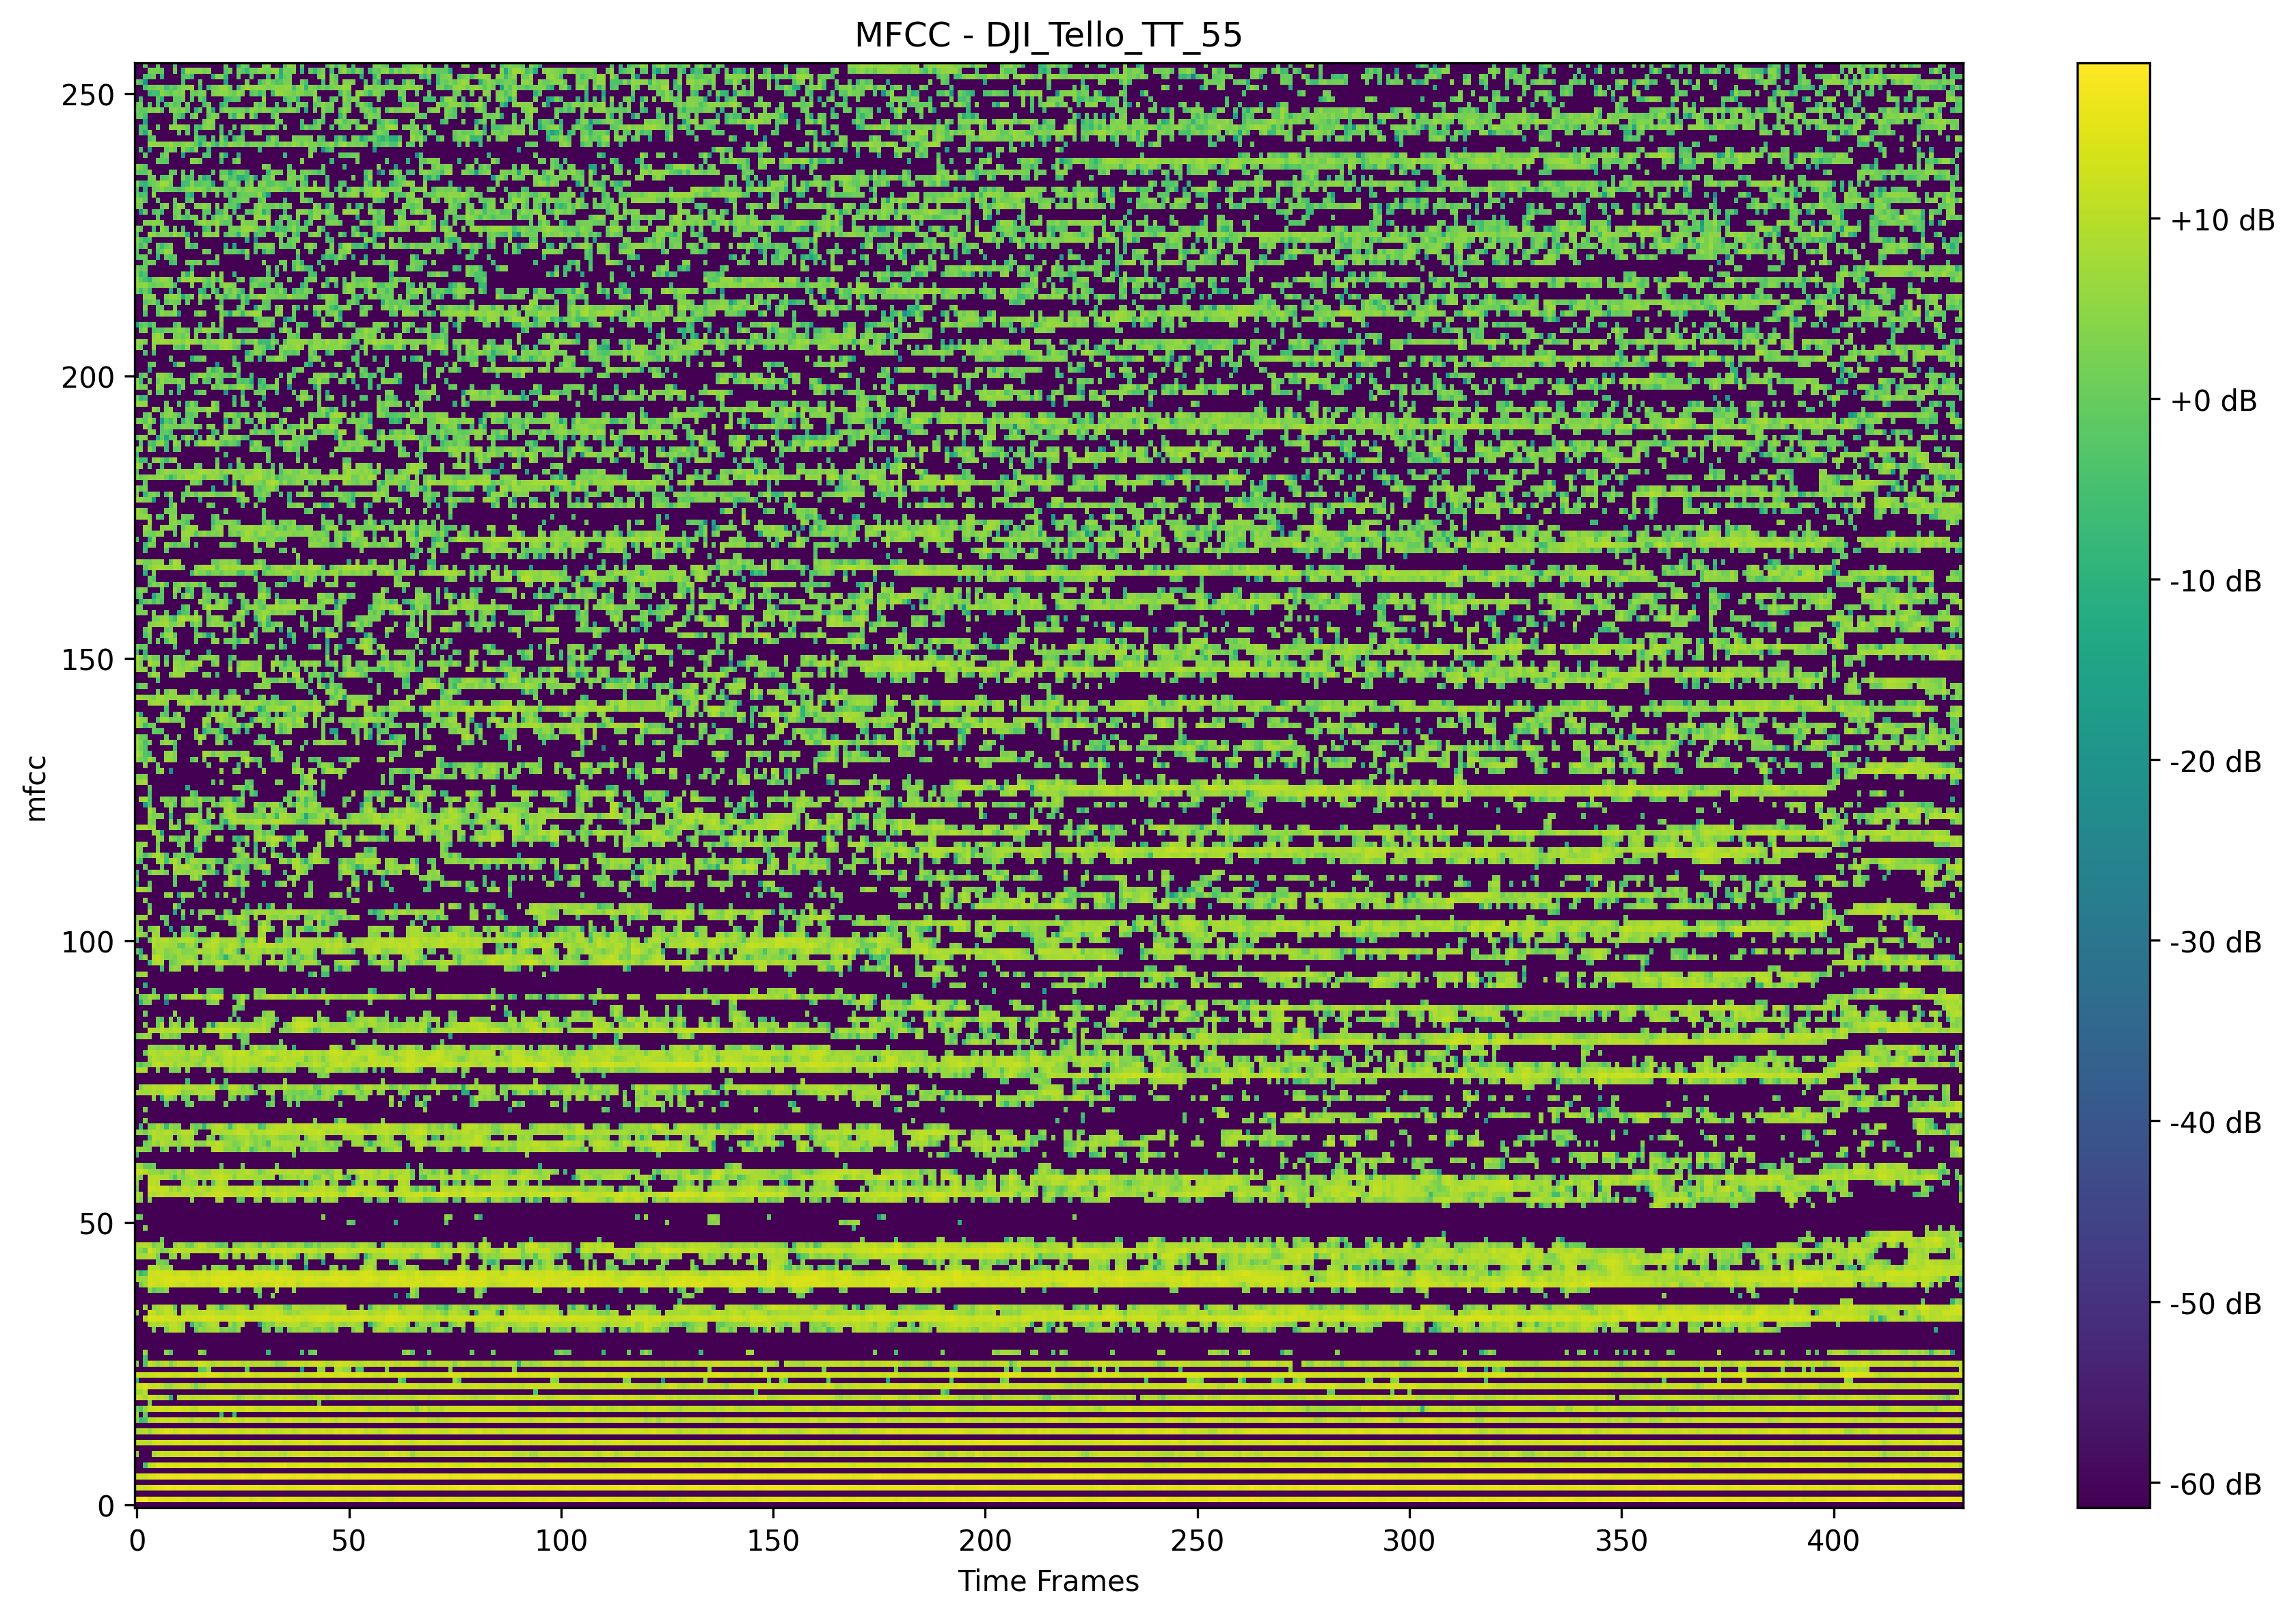 MFCC - DJI_Tello_TT_55
250
200
150
100
50
0
mfcc
0 50 100 150 200 250 300 350 400
Time Frames
+10 dB
+0 dB
-10 dB
-20 dB
-30 dB
-40 dB
-50 dB
-60 dB